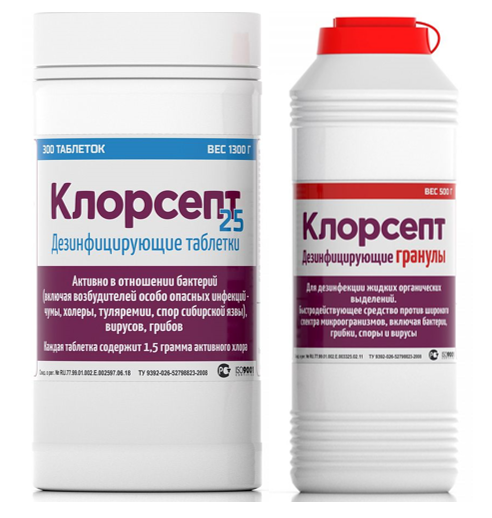 300 ТАБЛЕТОК ВЕС 1300 Г
Клорсепт
25
Дезинфицирующие таблетки
Активно в отношении бактерий
(включая возбудителей особо опасных инфекций -
чумы, холеры, туляремии, спор сибирской язвы),
вирусов, грибов
Каждая таблетка содержит 1,5 грамма активного хлора
Свид. о рег. № RU.77.99.01.002.Е.002597.06.18 ТУ 9392-026-52798823-2008 ISO9001
ВЕС 500 Г
Клорсепт
Дезинфицирующие гранулы
Для дезинфекции жидких органических
выделений.
Быстродействующее средство против широкого
спектра микроорганизмов, включая бактерии,
грибки, споры и вирусы
Свид. о рег. № RU.77.99.01.002.Е.003325.02.11 ТУ 9392-026-52798823-2008 ISO9001